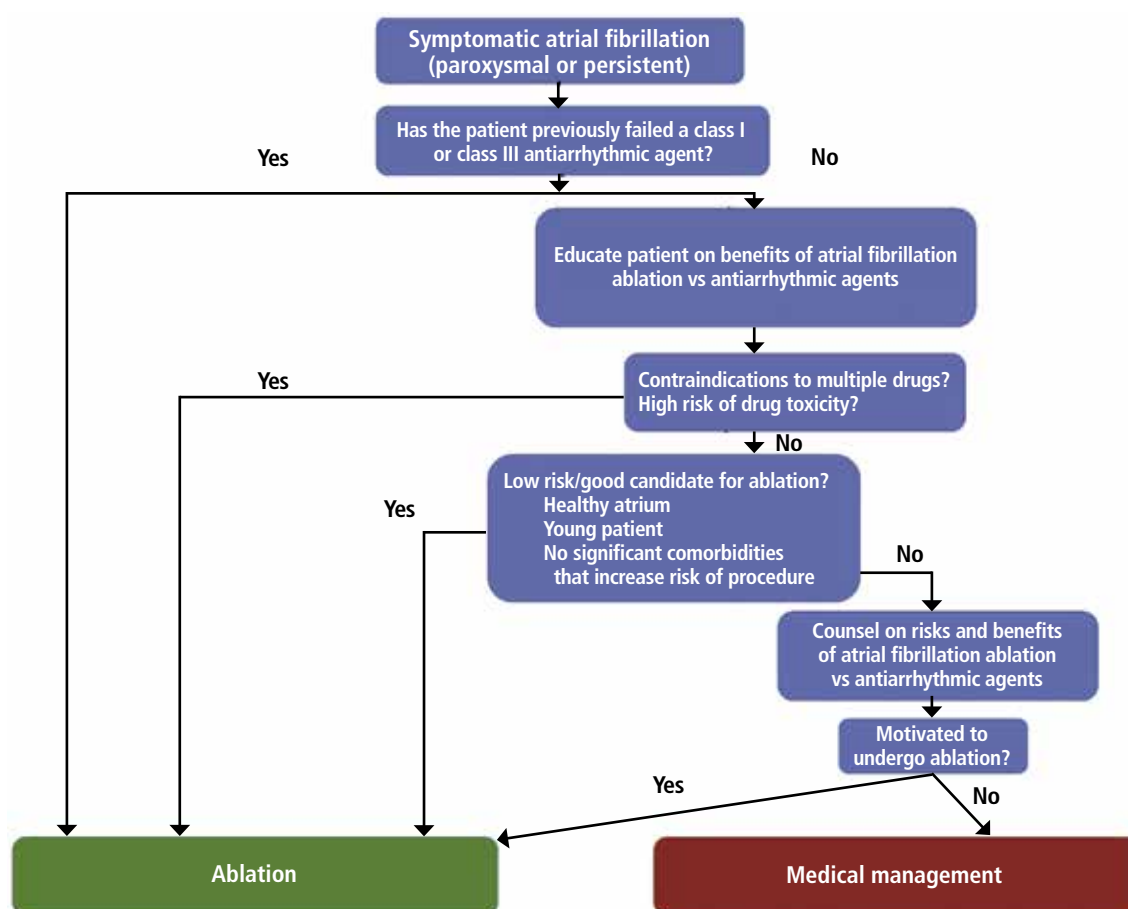 Symptomatic atrial fibrillation
(paroxysmal or persistent)
Has the patient previously failed a class I
or class III antiarrhythmic agent?
Yes
No
Educate patient on benefits of atrial fibrillation
ablation vs antiarrhythmic agents
Yes
Contraindications to multiple drugs?
High risk of drug toxicity?
No
Low risk/good candidate for ablation?
Healthy atrium
Young patient
No significant comorbidities
that increase risk of procedure
Yes
No
Counsel on risks and benefits
of atrial fibrillation ablation
vs antiarrhythmic agents
Motivated to
undergo ablation?
Yes
No
Ablation
Medical management